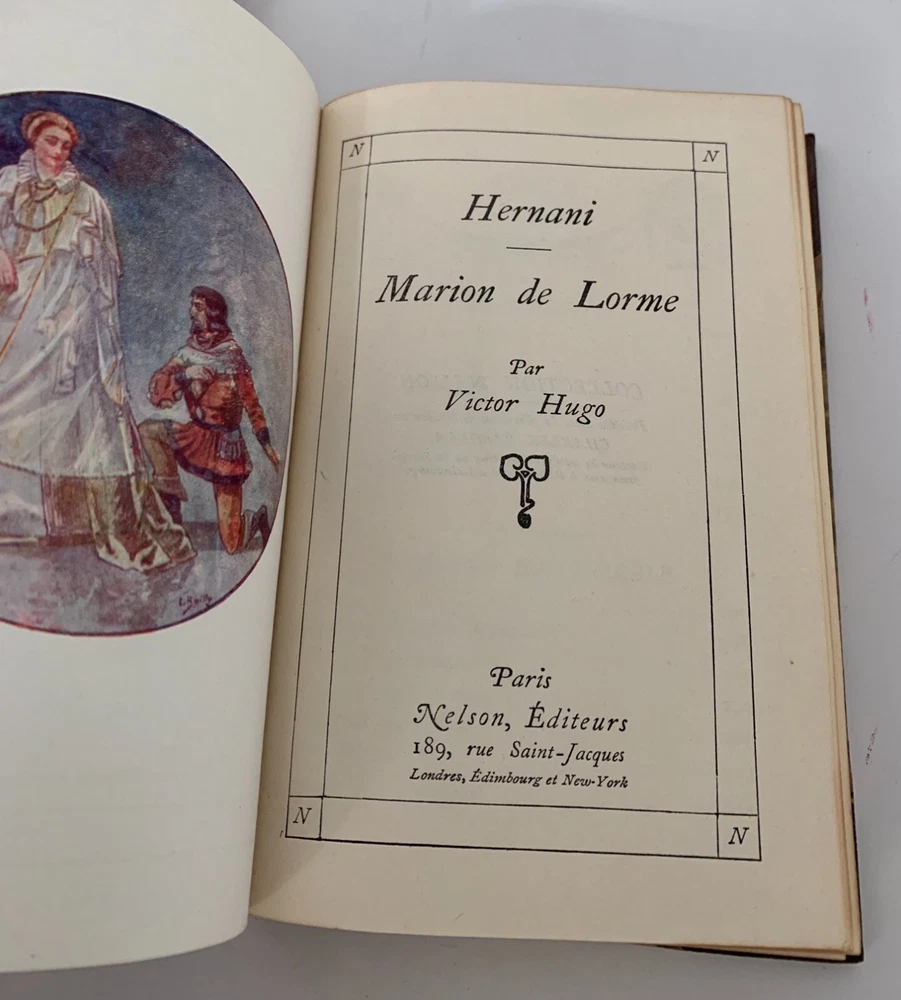 N N
Hernani
Marion de Lorme
Par
Victor Hugo
Paris
Nelson, Éditeurs
189, rue Saint-Jacques
Londres, Édimbourg et New-York
N N